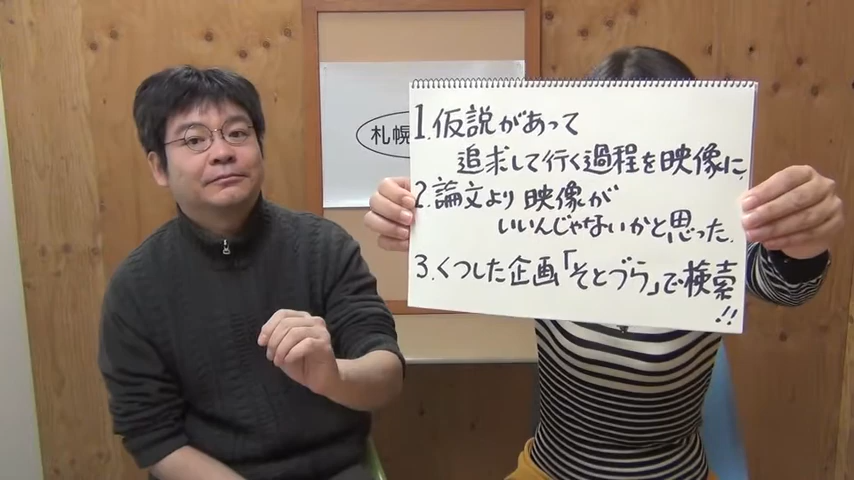 札幌
1.仮説があって
追求して行く過程を映像に.
2.論文より映像が
いいんじゃないかと思った.
3.くつした企画「そとづら」で検索!!